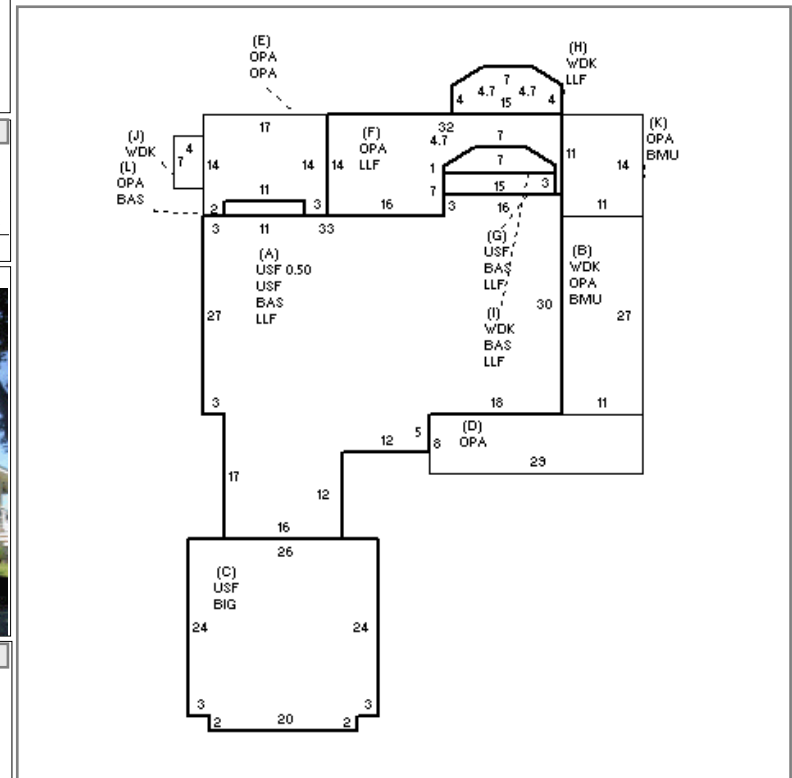 (E)
OPA
OPA
(H)
WDK
LLF
7
4.7 4.7
4 15 4
17
(F)
OPA
LLF
32
4.7 7
(K)
OPA
BMU
(J)
WDK
(L)
OPA
BAS
4
7
14
14
14
1
7
7
15 3
11
14
11
2
3
16
3
16
11
3
11
33
(A)
USF 0.50
USF
BAS
LLF
(G)
USF
BAS
LLF
(B)
WDK
OPA
BMU
(I)
WDK
BAS
LLF
27
30
27
3
18
11
12
5
8
(D)
OPA
29
17
12
16
26
(C)
USF
BIG
24
24
3
2
20
2
3